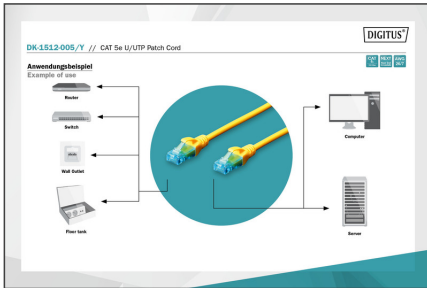 DIGITUS®
DK-1512-005/Y // CAT 5e U/UTP Patch Cord
Anwendungsbeispiel
Example of use
Router
Switch
Wall Outlet
Floor tank
Computer
Server